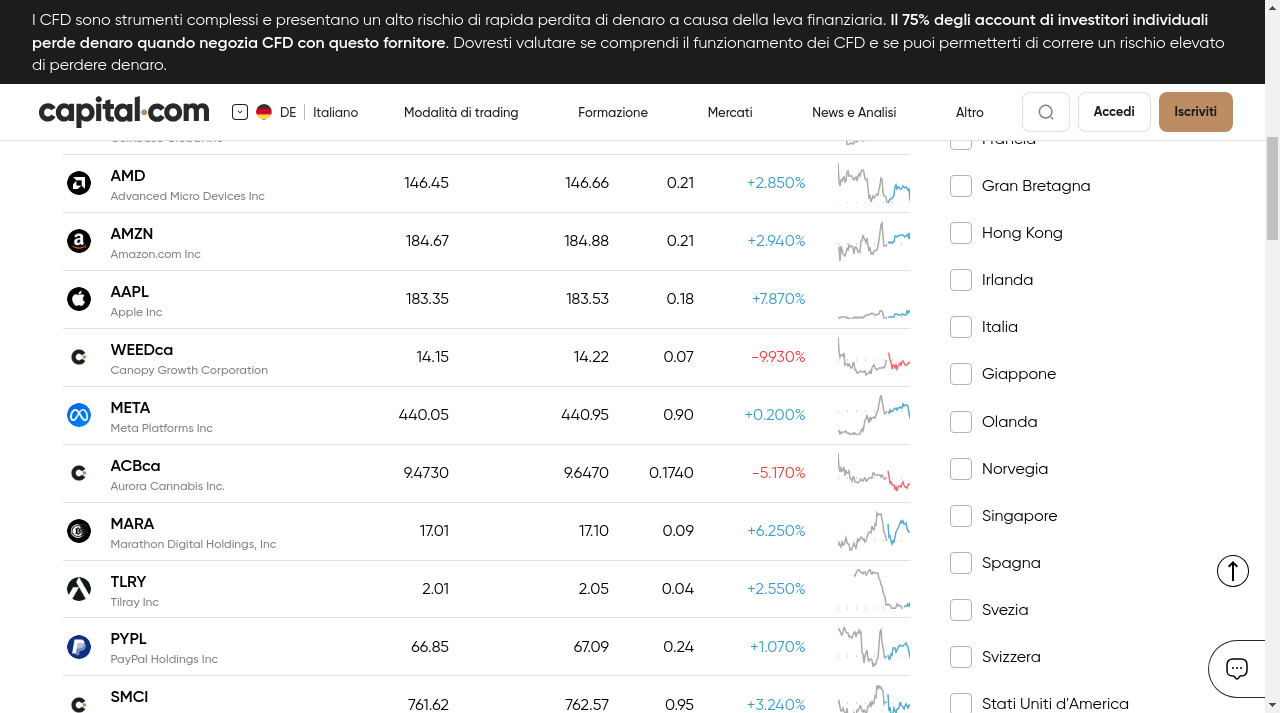 I CFD sono strumenti complessi e presentano un alto rischio di rapida perdita di denaro a causa della leva finanziaria. Il 75% degli account di investitori individuali
perde denaro quando negozia CFD con questo fornitore. Dovresti valutare se comprendi il funzionamento dei CFD e se puoi permetterti di correre un rischio elevato
di perdere denaro.
capital.com DE Italiano Modalità di trading Formazione Mercati News e Analisi Altro Accedi Iscriviti
Francia
AMD 146.45 146.66 0.21 +2.850%
Advanced Micro Devices Inc
Gran Bretagna
AMZN 184.67 184.88 0.21 +2.940%
Amazon.com Inc
Hong Kong
AAPL 183.35 183.53 0.18 +7.870%
Apple Inc
Irlanda
Italia
WEEDca 14.15 14.22 0.07 -9.930%
Canopy Growth Corporation
Giappone
META 440.05 440.95 0.90 +0.200%
Meta Platforms Inc
Olanda
ACBca 9.4730 9.6470 0.1740 -5.170%
Aurora Cannabis Inc.
Norvegia
Singapore
MARA 17.01 17.10 0.09 +6.250%
Marathon Digital Holdings, Inc
Spagna
TLRY 2.01 2.05 0.04 +2.550%
Tilray Inc
Svezia
PYPL 66.85 67.09 0.24 +1.070%
PayPal Holdings Inc
Svizzera
SMCI 761.62 762.57 0.95 +3.240%
Stati Uniti d'America